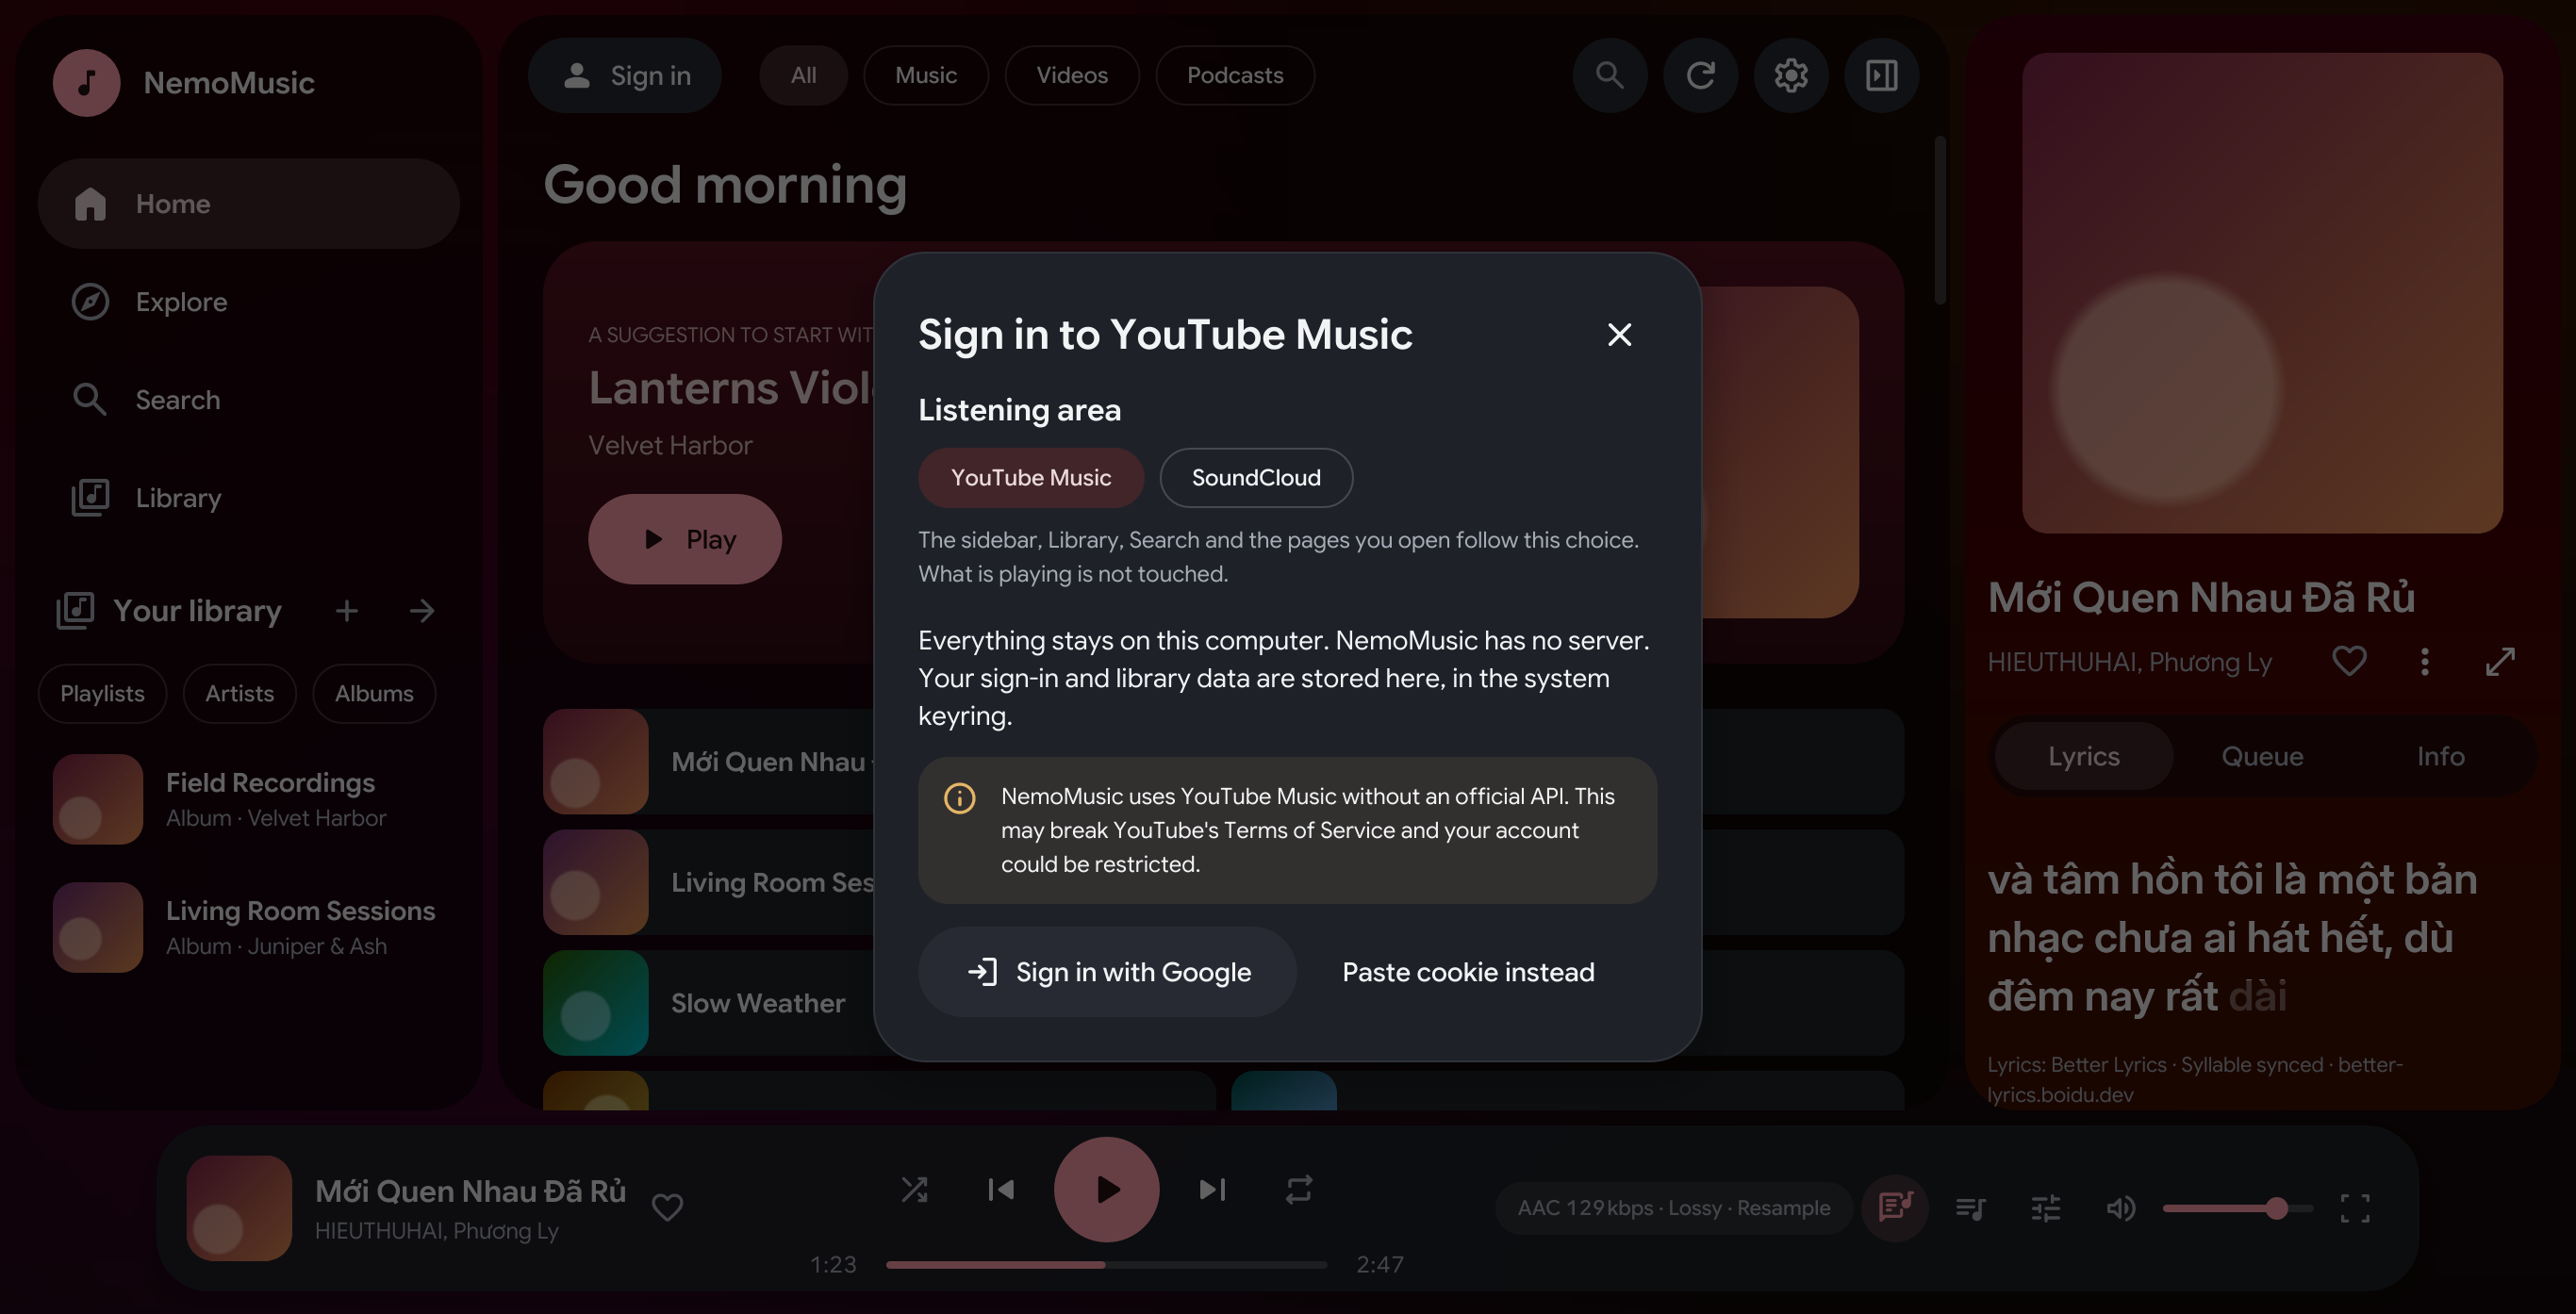 NemoMusic
Home
Explore
Search
Library
Your library
Playlists
Artists
Albums
Field Recordings
Album · Velvet Harbor
Living Room Sessions
Album · Juniper & Ash
Sign in
All
Music
Videos
Podcasts
Good morning
A SUGGESTION TO START
Lanterns
Velvet Harbor
Play
Mới Quen Nhau
Living Room
Slow Weather
Sign in to YouTube Music
Listening area
YouTube Music
SoundCloud
The sidebar, Library, Search and the pages you open follow this choice.
What is playing is not touched.
Everything stays on this computer. NemoMusic has no server.
Your sign-in and library data are stored here, in the system
keyring.
NemoMusic uses YouTube Music without an official API. This
may break YouTube's Terms of Service and your account
could be restricted.
Sign in with Google
Paste cookie instead
Mới Quen Nhau Đã Rủ
HIEUTHUHAI, Phương Ly
Lyrics
Queue
Info
và tâm hồn tôi là một bản
nhạc chưa ai hát hết, dù
đêm nay rất dài
Lyrics: Better Lyrics · Syllable synced · better-
lyrics.boidu.dev
Mới Quen Nhau Đã Rủ
HIEUTHUHAI, Phương Ly
1:23
2:47
AAC 129 kbps · Lossy · Resample